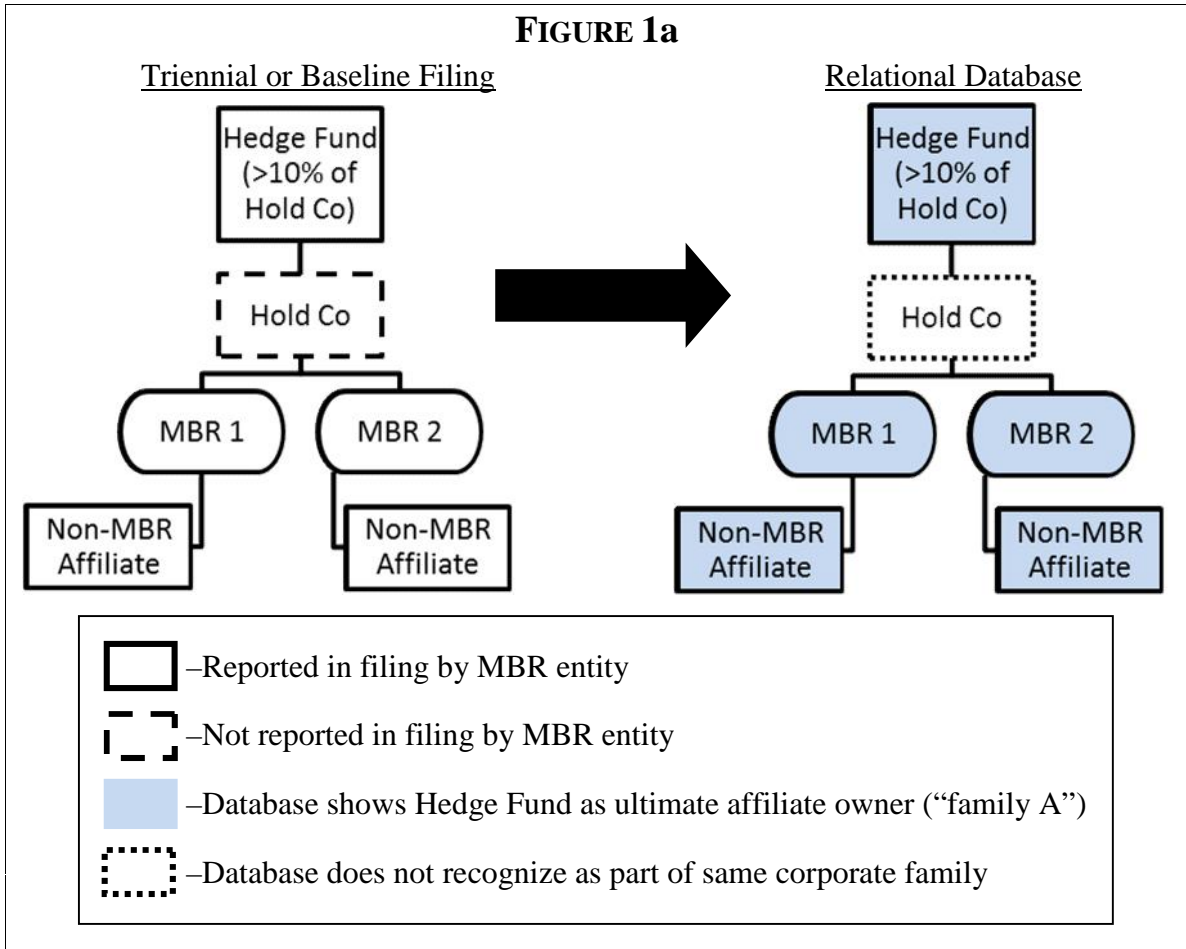 FIGURE 1a
Triennial or Baseline Filing
Hedge Fund
(>10% of
Hold Co)
Hold Co
MBR 1
MBR 2
Non-MBR
Affiliate
Non-MBR
Affiliate
Relational Database
Hedge Fund
(>10% of
Hold Co)
Hold Co
MBR 1
MBR 2
Non-MBR
Affiliate
Non-MBR
Affiliate
–Reported in filing by MBR entity
–Not reported in filing by MBR entity
–Database shows Hedge Fund as ultimate affiliate owner (“family A”)
–Database does not recognize as part of same corporate family